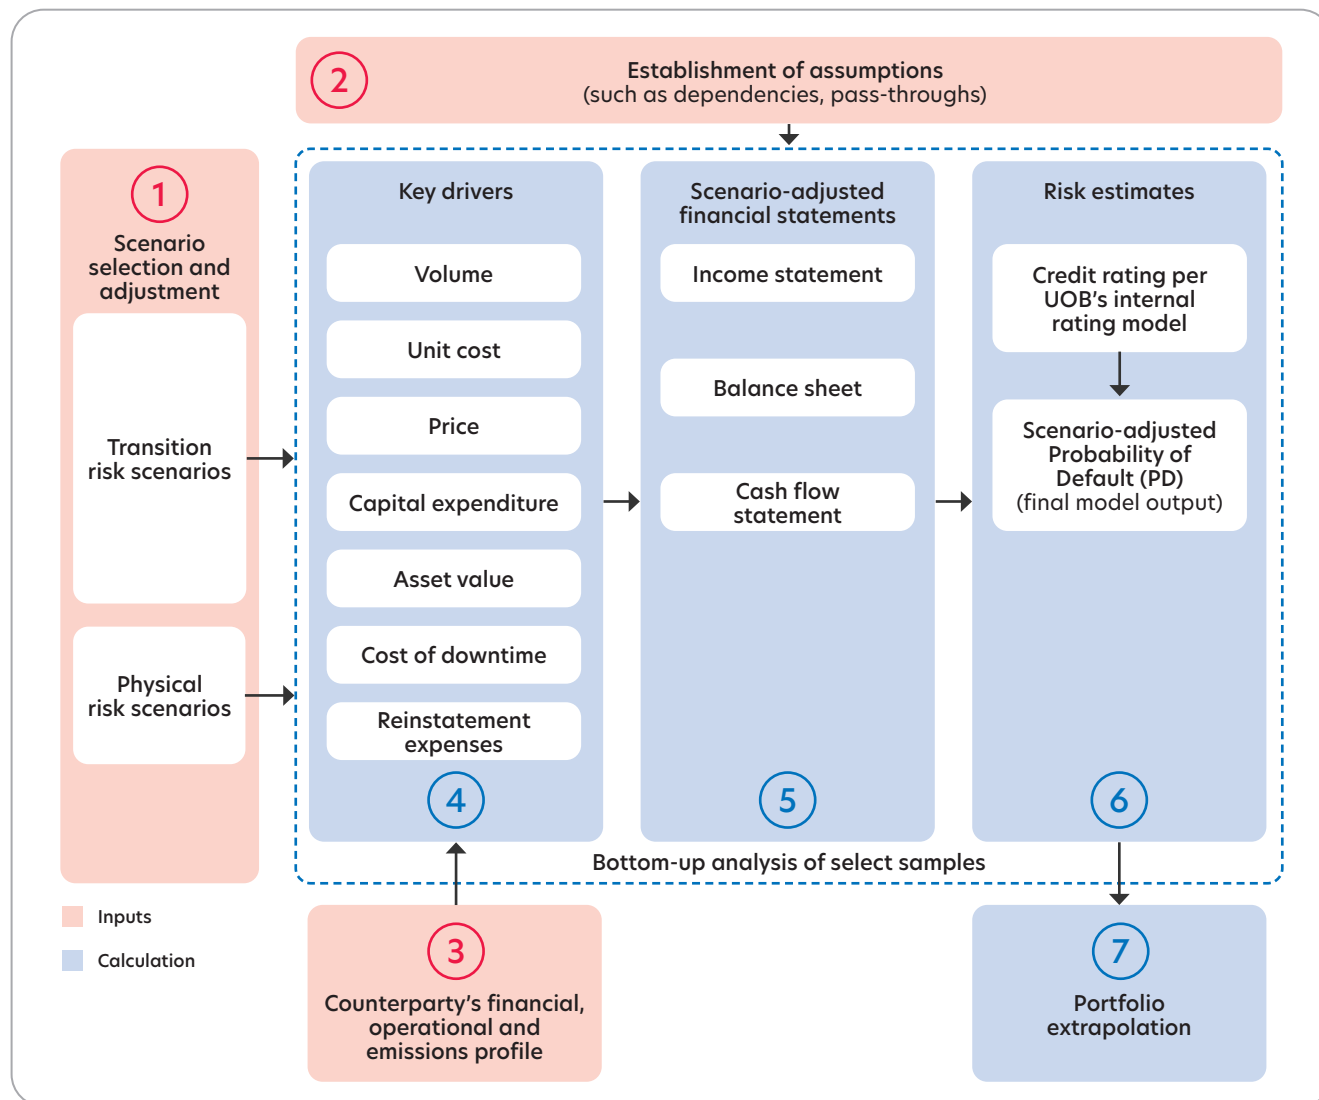 2
Establishment of assumptions
(such as dependencies, pass-throughs)
1
Scenario
selection and
adjustment
Transition
risk scenarios
Physical
risk scenarios
Key drivers
Volume
Unit cost
Price
Capital expenditure
Asset value
Cost of downtime
Reinstatement
expenses
4
Scenario-adjusted
financial statements
Income statement
Balance sheet
Cash flow
statement
5
Risk estimates
Credit rating per
UOB's internal
rating model
Scenario-adjusted
Probability of
Default (PD)
(final model output)
6
Bottom-up analysis of select samples
Inputs
Calculation
3
Counterparty's financial,
operational and
emissions profile
7
Portfolio
extrapolation